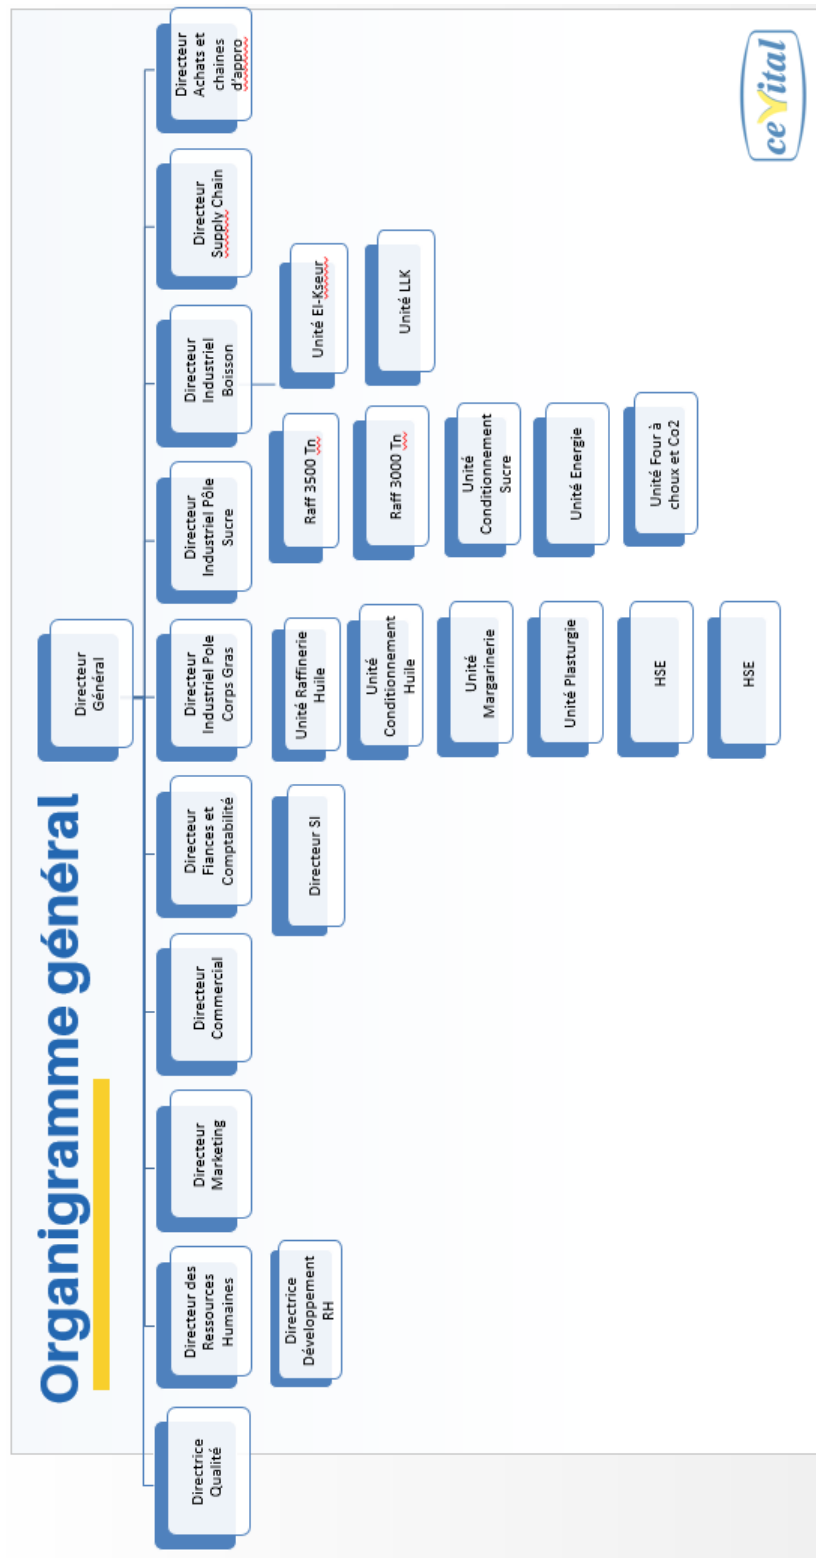 Organigramme général
ceVital
Directeur
Général
Directrice
Qualité
Directeur des
Ressources
Humaines
Directeur
Marketing
Directeur
Commercial
Directeur
Fiances et
Comptabilité
Directeur
Industriel Pole
Corps Gras
Directeur
Industriel Pôle
Sucre
Directeur
Industriel
Boisson
Directeur
Supply Chain
Directeur
Achats et
chaines
d'appro
Directrice
Développement
RH
Directeur SI
Unité Raffinerie
Huile
Unité
Conditionnement
Huile
Unité
Margarinerie
Unité Plasturgie
HSE
HSE
Raff 3500 Tn
Raff 3000 Tn
Unité
Conditionnement
Sucre
Unité Energie
Unité Four à
choux et Co2
Unité El-Kseur
Unité LLK